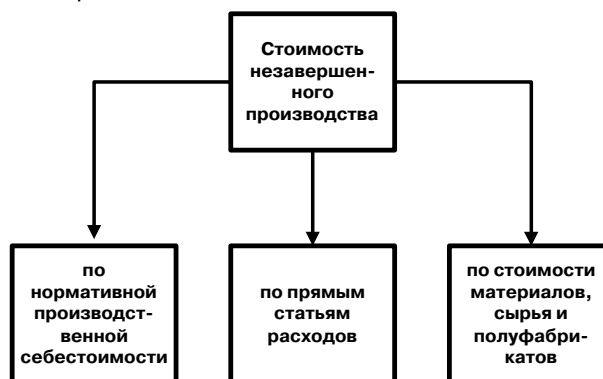 Стоимость
незавершен-
ного
производства
по
нормативной
производст-
венной
себестоимости
по прямым
статьям
расходов
по стоимости
материалов,
сырья и
полуфабри-
катов